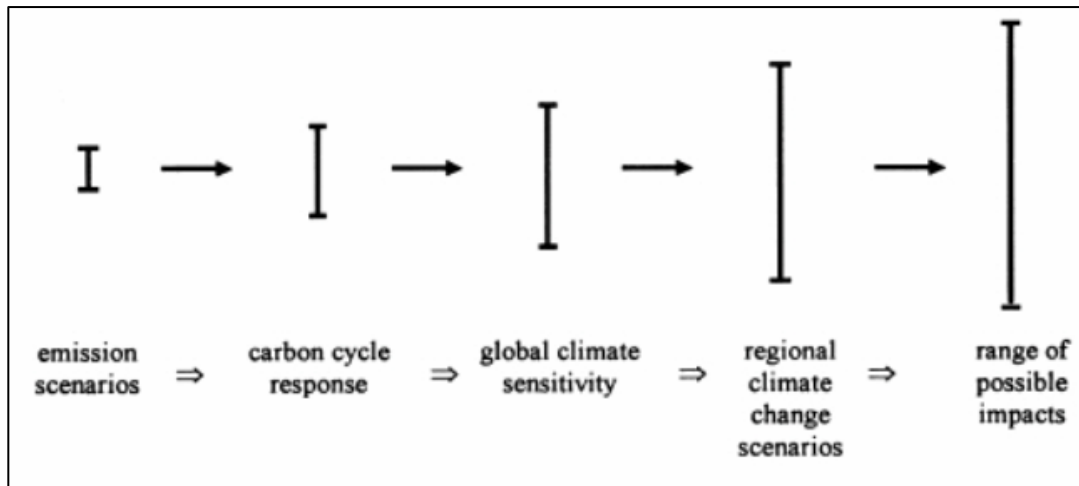 emission
scenarios
⇒
carbon cycle
response
⇒
global climate
sensitivity
⇒
regional
climate
change
scenarios
⇒
range of
possible
impacts